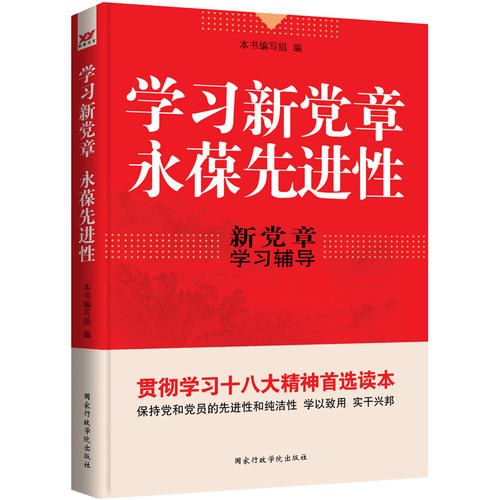 本书编写组 编
学习新党章
永葆先进性
新党章
学习辅导
贯彻学习十八大精神首选读本
保持党和党员的先进性和纯洁性 学以致用 实干兴邦
国家行政学院出版社
学习新党章 永葆先进性
本书编写组 编
国家行政学院出版社